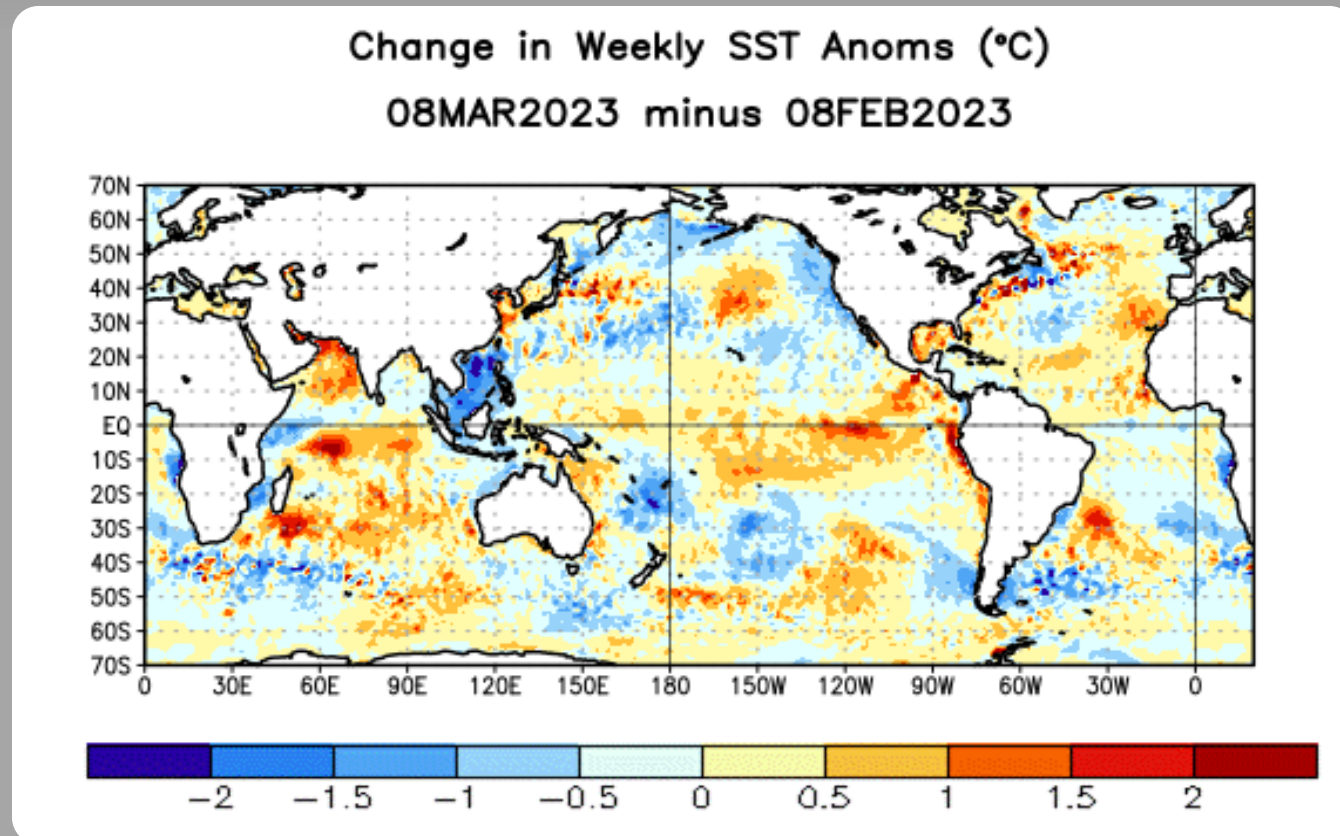 Change in Weekly SST Anoms (°C)
08MAR2023 minus 08FEB2023
70N
60N
50N
40N
30N
20N
10N
EQ
10S
20S
30S
40S
50S
60S
70S
0 30E 60E 90E 120E 150E 180 150W 120W 90W 60W 30W 0
−2 −1.5 −1 −0.5 0 0.5 1 1.5 2